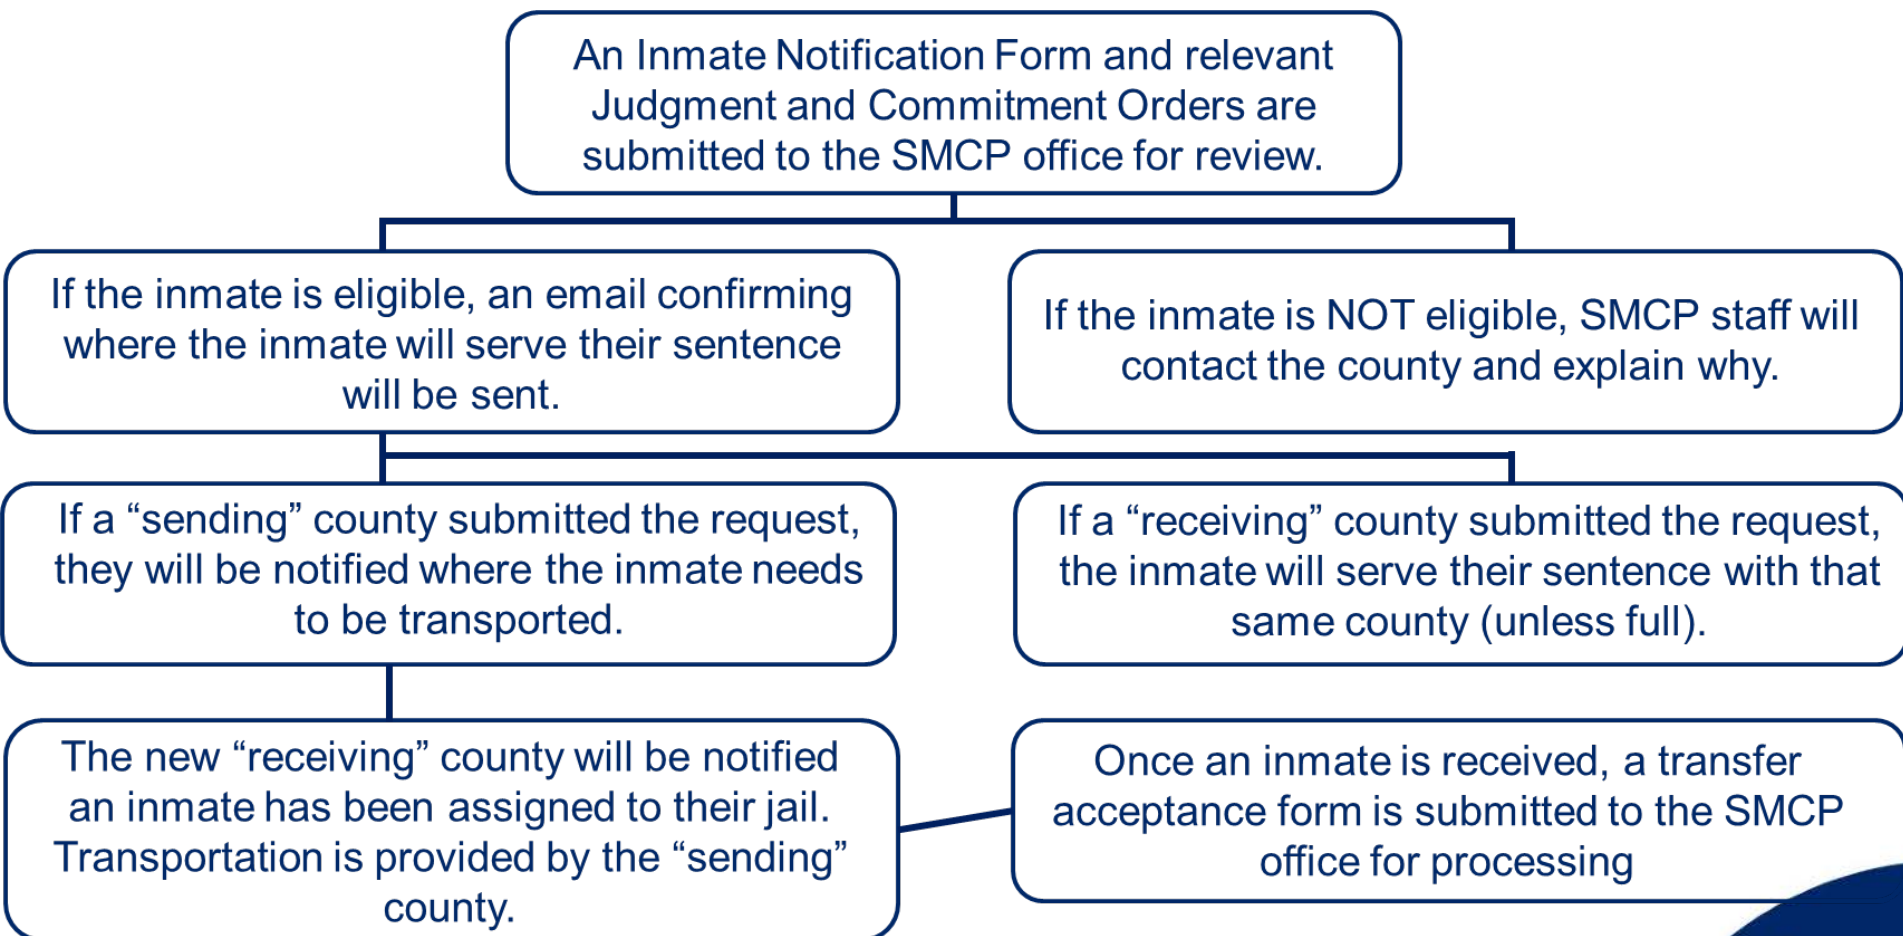 An Inmate Notification Form and relevant
Judgment and Commitment Orders are
submitted to the SMCP office for review.
If the inmate is eligible, an email confirming
where the inmate will serve their sentence
will be sent.
If the inmate is NOT eligible, SMCP staff will
contact the county and explain why.
If a “sending” county submitted the request,
they will be notified where the inmate needs
to be transported.
If a “receiving” county submitted the request,
the inmate will serve their sentence with that
same county (unless full).
The new “receiving” county will be notified
an inmate has been assigned to their jail.
Transportation is provided by the “sending”
county.
Once an inmate is received, a transfer
acceptance form is submitted to the SMCP
office for processing